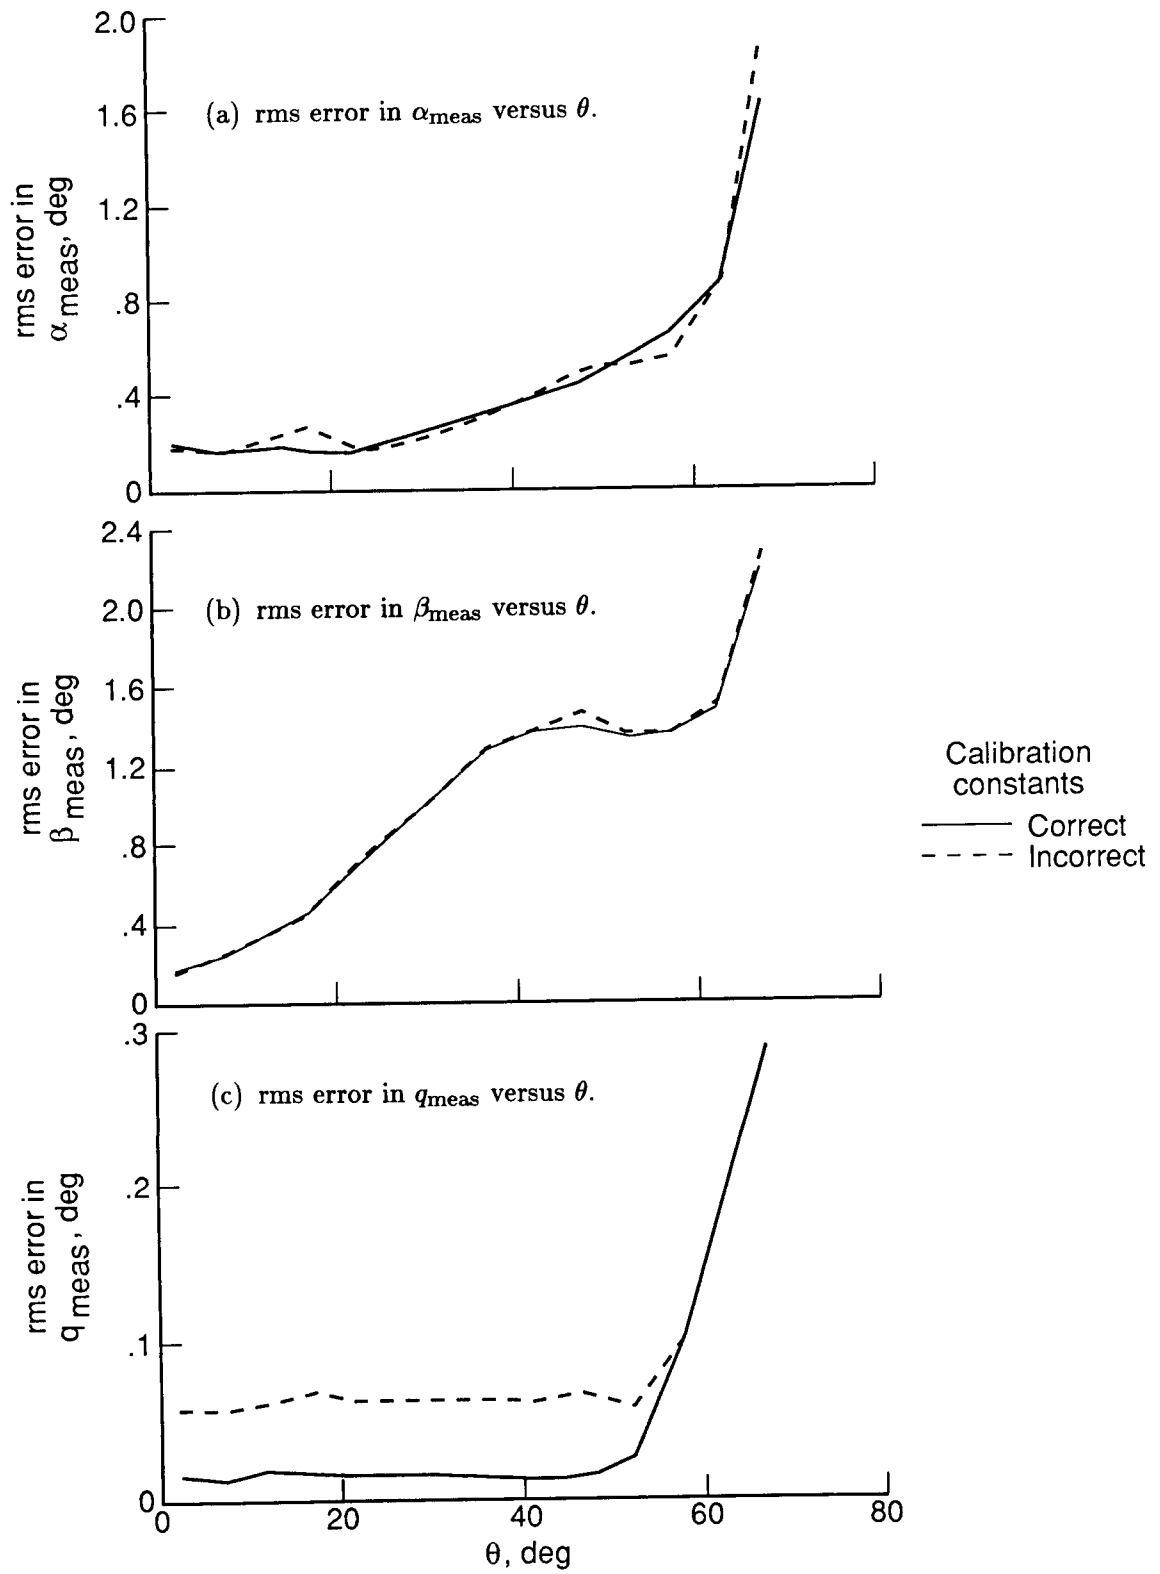 2.0
1.6
1.2
.8
.4
0
rms error in
α meas, deg
(a) rms error in αmeas versus θ.
2.4
2.0
1.6
1.2
.8
.4
0
rms error in
β meas, deg
(b) rms error in βmeas versus θ.
Calibration
constants
Correct
Incorrect
.3
.2
.1
0
rms error in
q meas, deg
(c) rms error in qmeas versus θ.
0 20 40 60 80
θ, deg